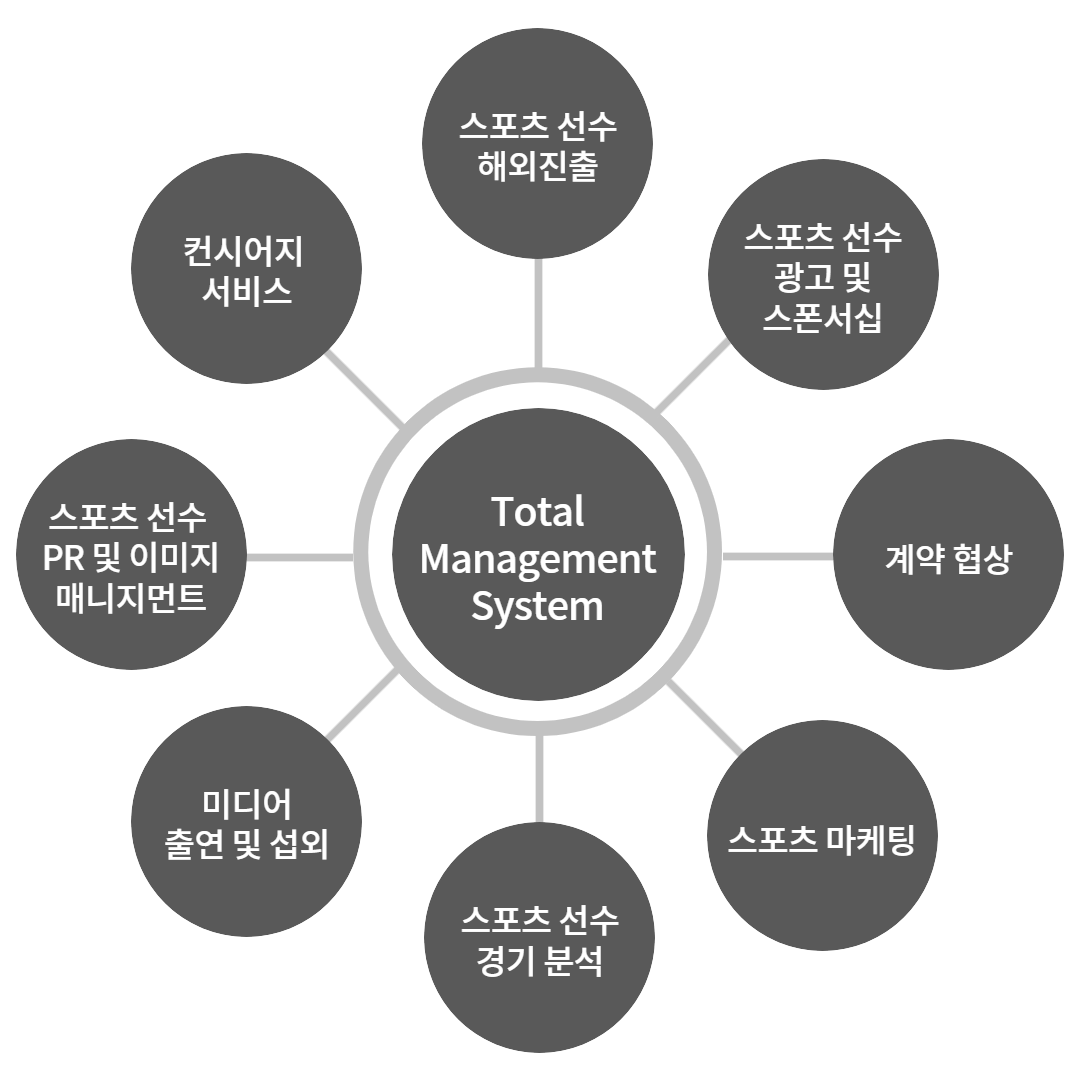 스포츠 선수
해외진출
스포츠 선수
광고 및
스폰서십
계약 협상
스포츠 마케팅
스포츠 선수
경기 분석
미디어
출연 및 섭외
스포츠 선수
PR 및 이미지
매니지먼트
컨시어지
서비스
Total
Management
System